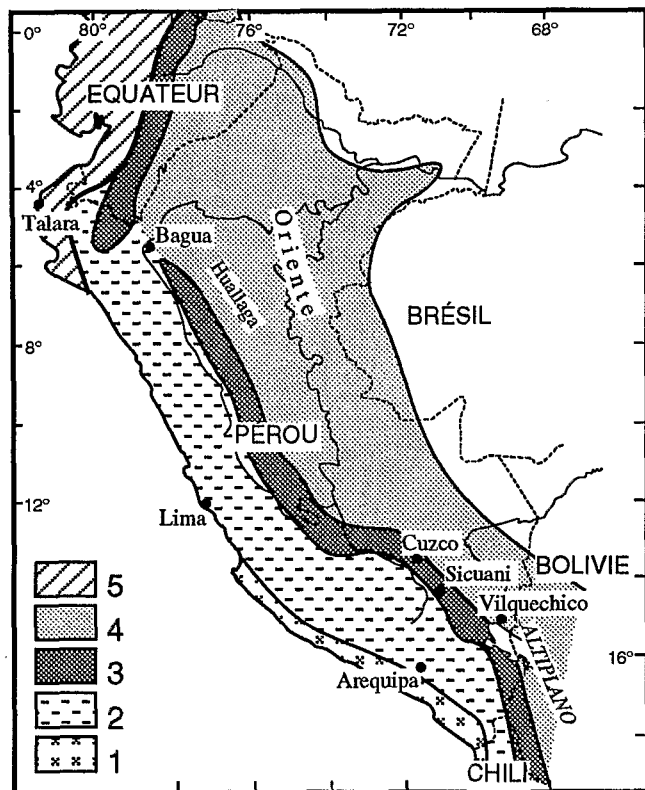 80° 76° 72° 68°
0°
EQUATEUR
4°
Talara
Bagua
Oriente
Huallaga
BRÉSIL
8°
PEROU
12°
Lima
Cuzco
BOLIVIE
Sicuani
Vilquechico
ALTIPLANO
16°
Arequipa
CHILI
5
4
3
2
1